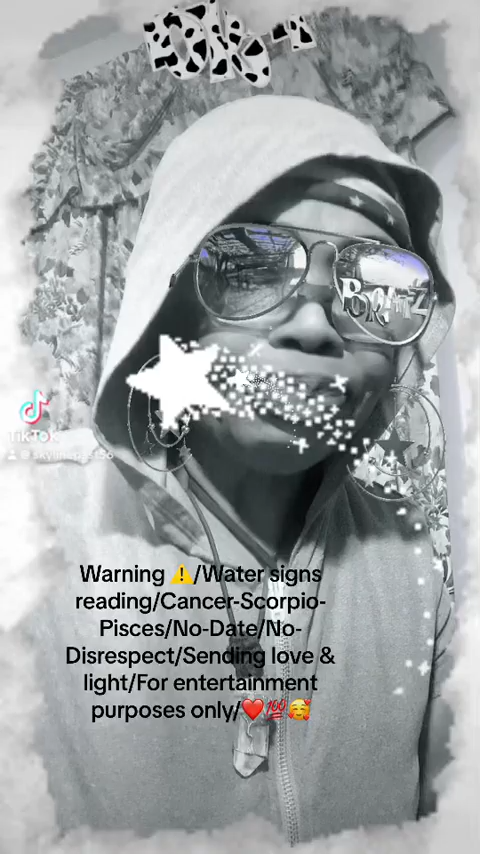 BRATZ
TikTok
Warning ⚠️/Water signs
reading/Cancer-Scorpio-
Pisces/No-Date/No-
Disrespect/Sending love &
light/For entertainment
purposes only/❤️💯🥰